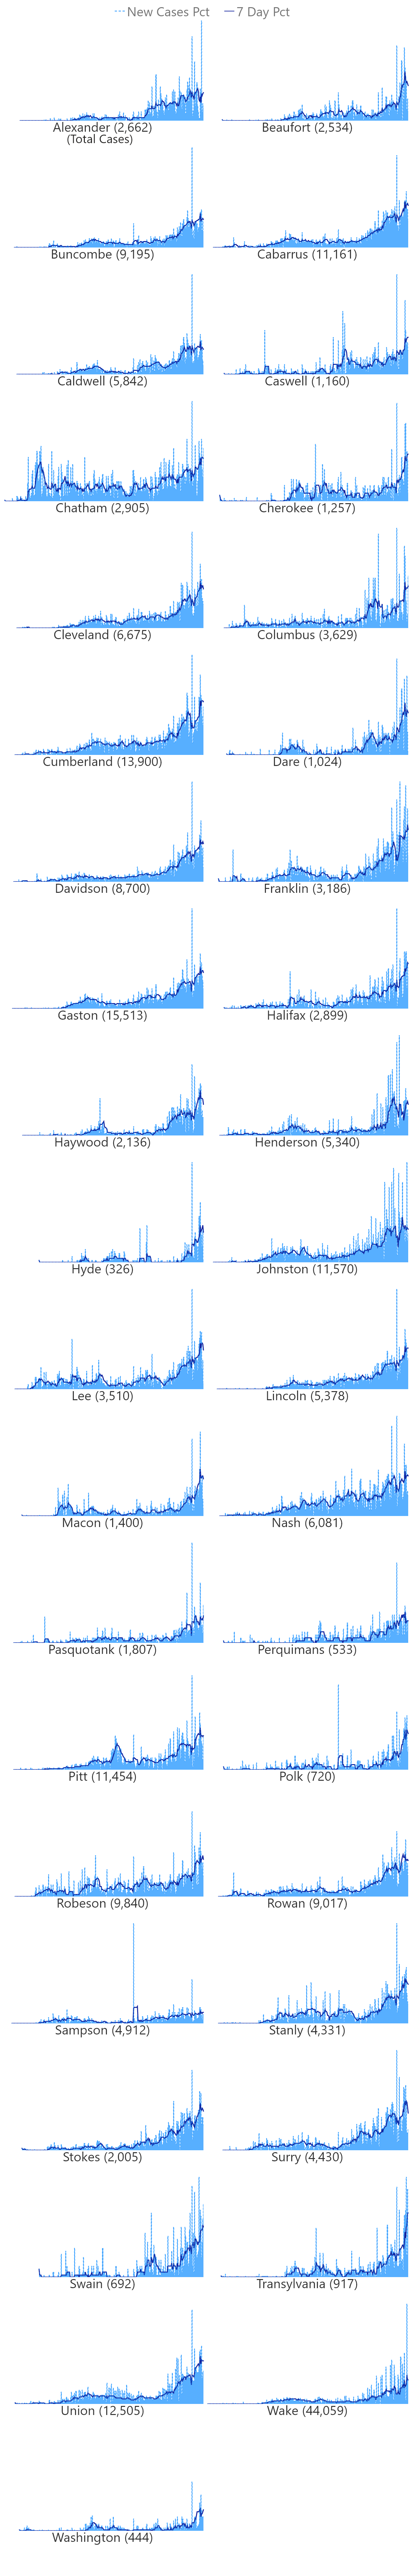 New Cases Pct 7 Day Pct
Alexander (2,662) Beaufort (2,534)
(Total Cases)
Buncombe (9,195) Cabarrus (11,161)
Caldwell (5,842) Caswell (1,160)
Chatham (2,905) Cherokee (1,257)
Cleveland (6,675) Columbus (3,629)
Cumberland (13,900) Dare (1,024)
Davidson (8,700) Franklin (3,186)
Gaston (15,513) Halifax (2,899)
Haywood (2,136) Henderson (5,340)
Hyde (326) Johnston (11,570)
Lee (3,510) Lincoln (5,378)
Macon (1,400) Nash (6,081)
Pasquotank (1,807) Perquimans (533)
Pitt (11,454) Polk (720)
Robeson (9,840) Rowan (9,017)
Sampson (4,912) Stanly (4,331)
Stokes (2,005) Surry (4,430)
Swain (692) Transylvania (917)
Union (12,505) Wake (44,059)
Washington (444)